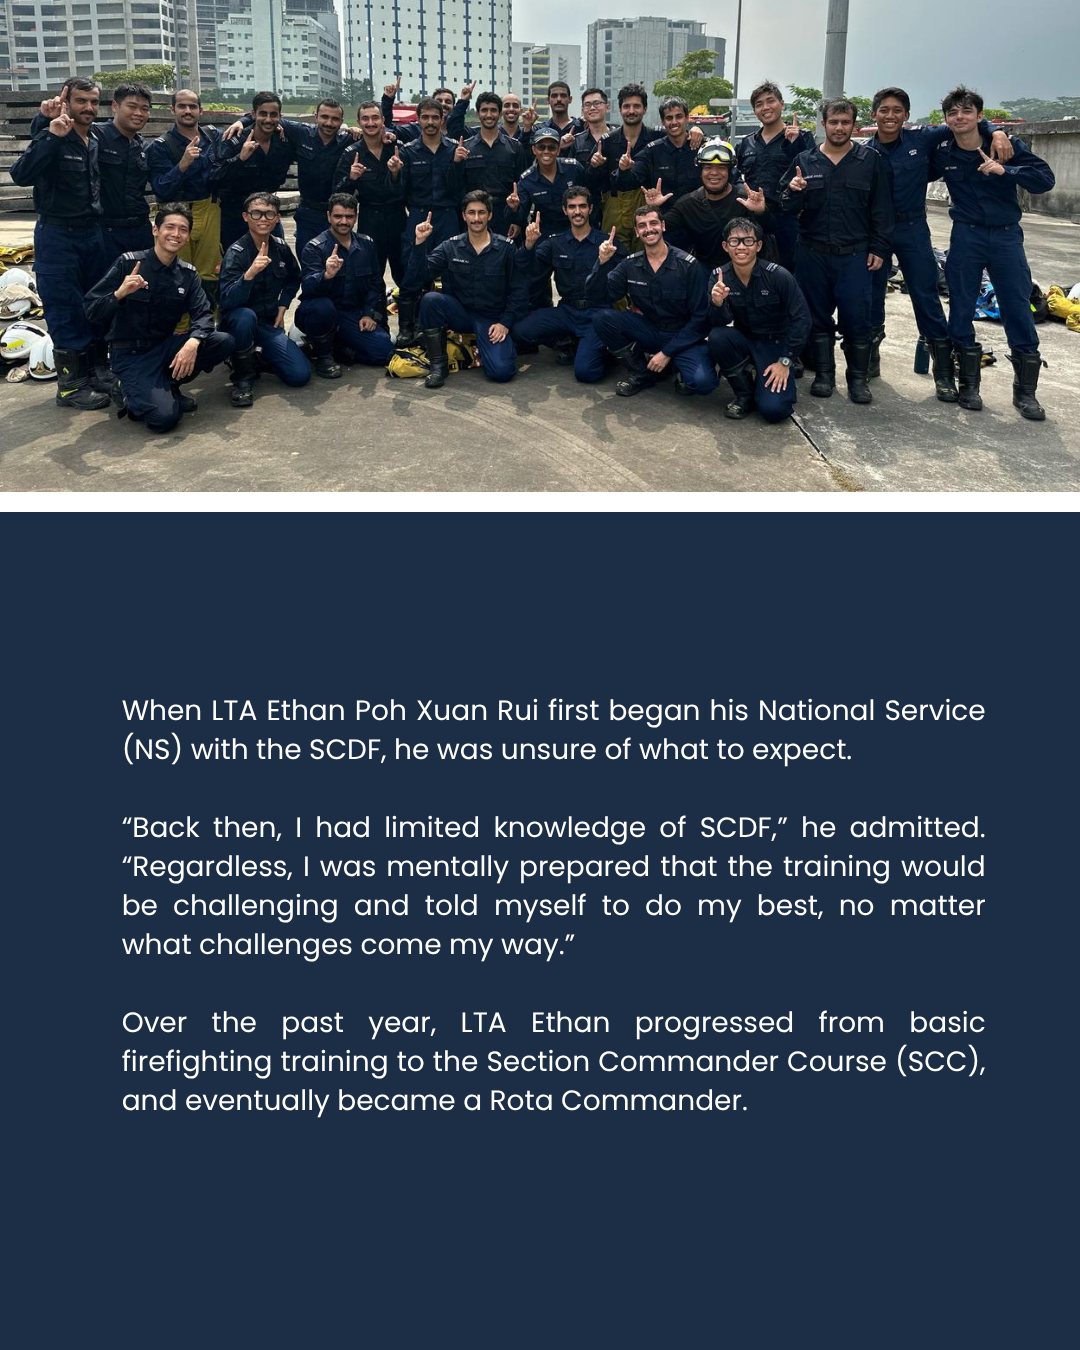 When LTA Ethan Poh Xuan Rui first began his National Service
(NS) with the SCDF, he was unsure of what to expect.
“Back then, I had limited knowledge of SCDF,” he admitted.
“Regardless, I was mentally prepared that the training would
be challenging and told myself to do my best, no matter
what challenges come my way.”
Over the past year, LTA Ethan progressed from basic
firefighting training to the Section Commander Course (SCC),
and eventually became a Rota Commander.